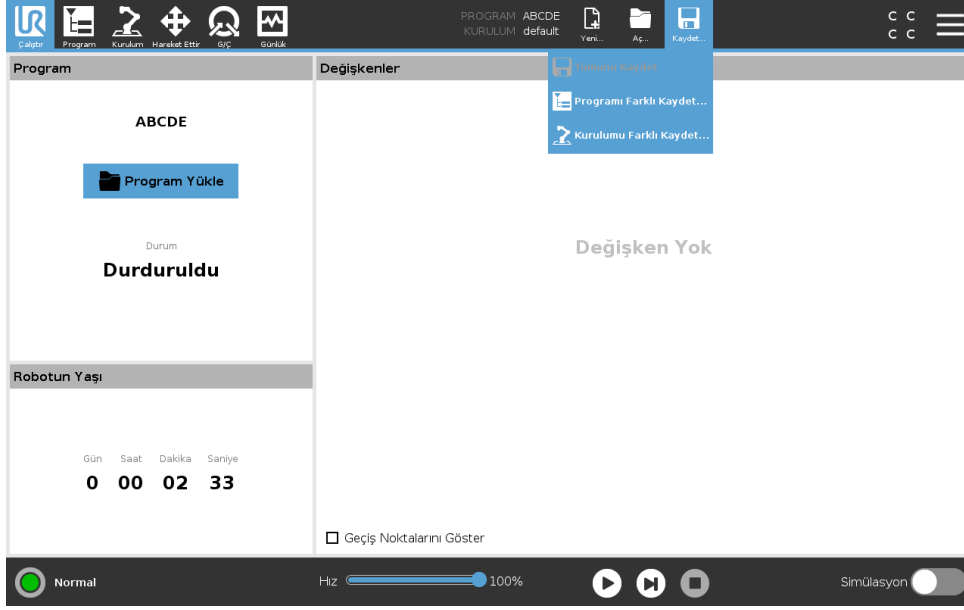 PROGRAM ABCDE
KURULUM default
C C
C C
Çalıştır Program Kurulum Hareket Ettir G/Ç Günlük Yeni... Aç... Kaydet...
Program
Değişkenler
Tümünü Kaydet
Programı Farklı Kaydet...
Kurulumu Farklı Kaydet...
ABCDE
Program Yükle
Durum
Durduruldu
Değişken Yok
Robotun Yaşı
Gün Saat Dakika Saniye
0 00 02 33
Geçiş Noktalarını Göster
Normal
Hız 100%
Simülasyon